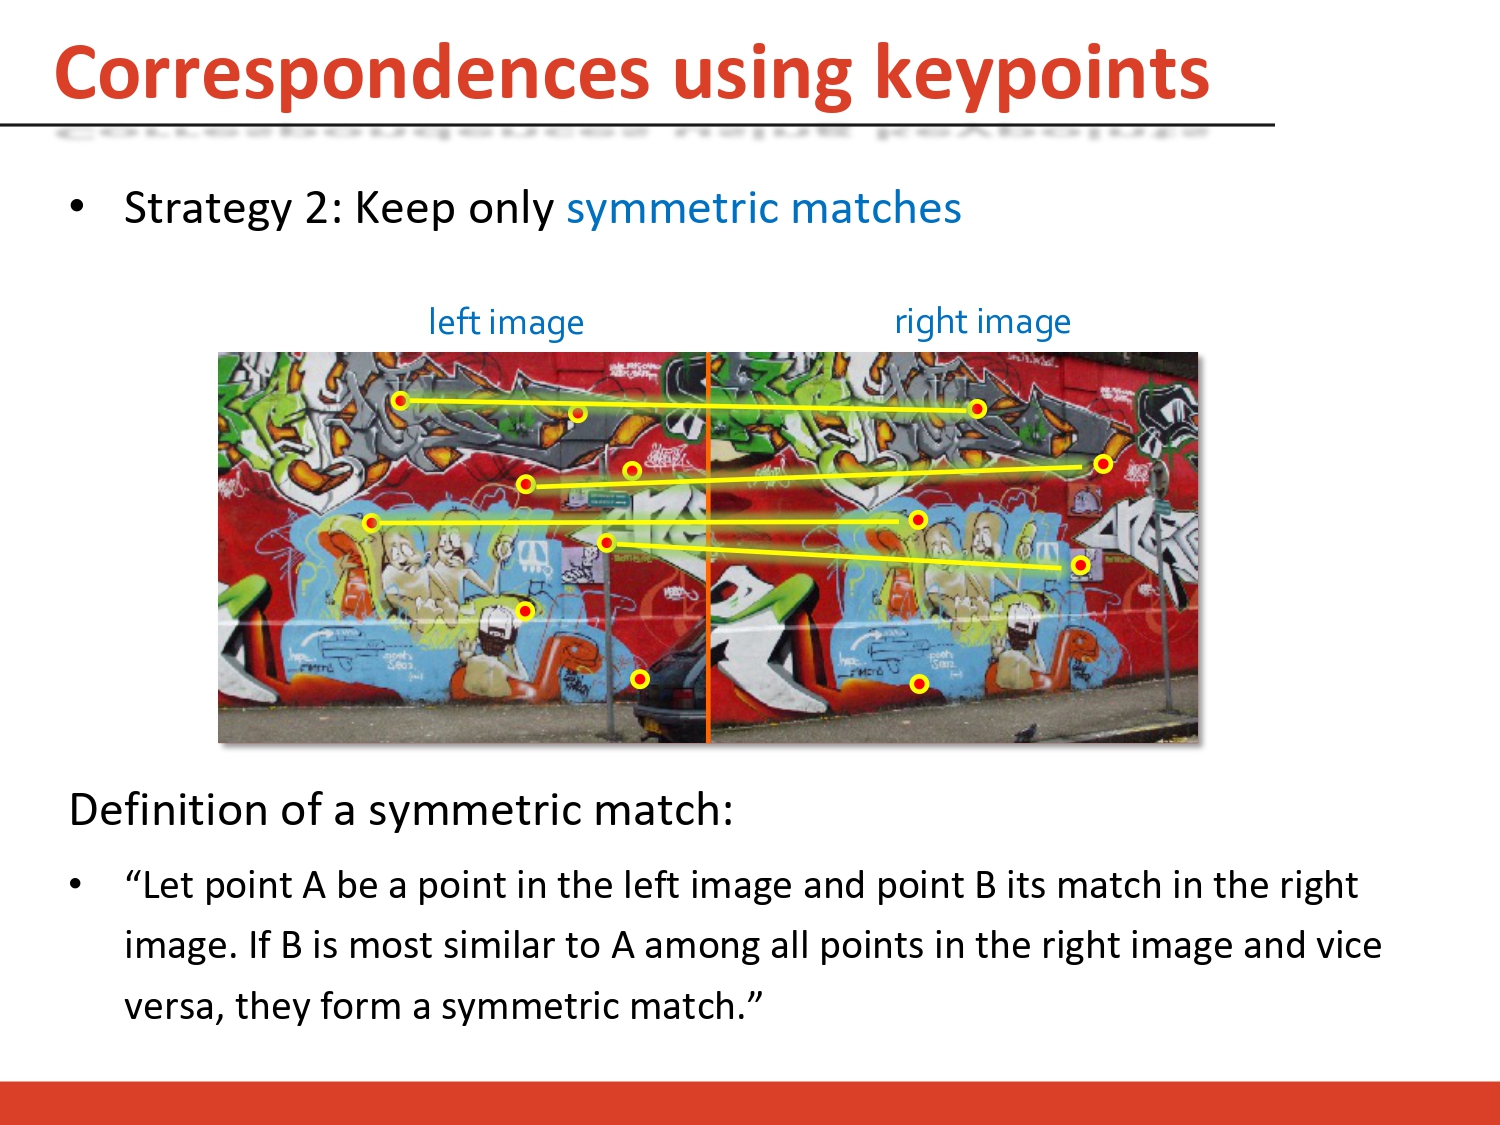 Correspondences using keypoints
• Strategy 2: Keep only symmetric matches
left image
right image
Definition of a symmetric match:
• “Let point A be a point in the left image and point B its match in the right
image. If B is most similar to A among all points in the right image and vice
versa, they form a symmetric match.”